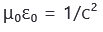 μ₀ε₀ = 1/c²